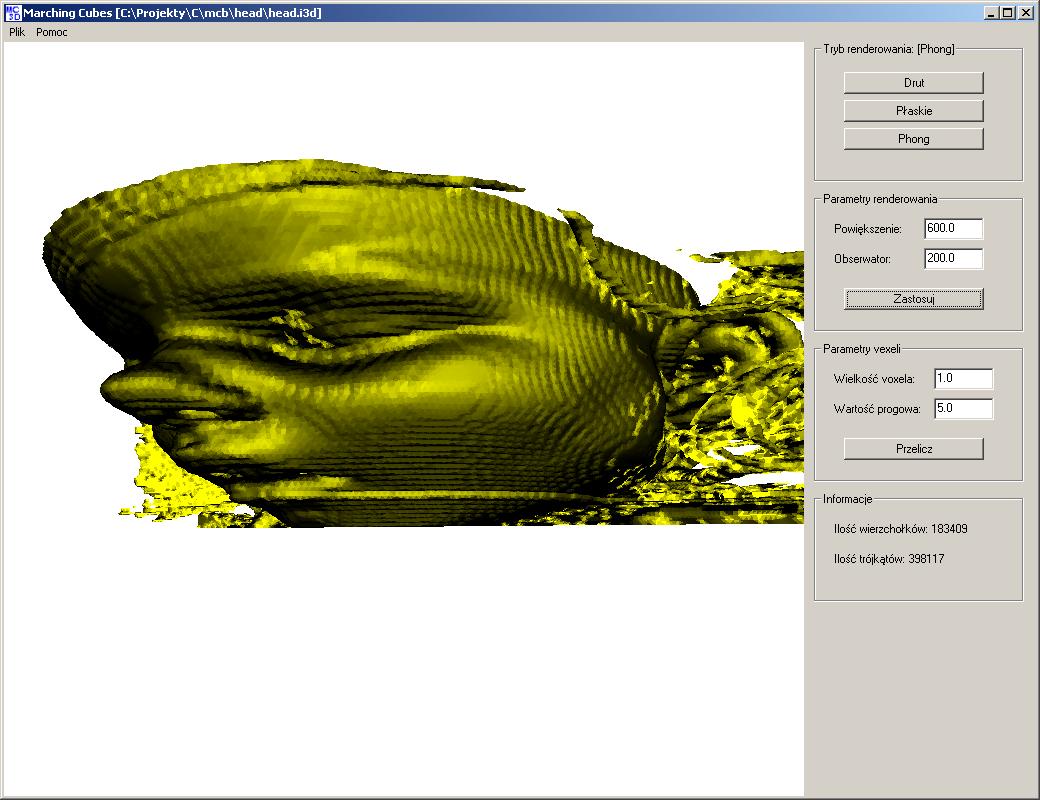 Marching Cubes [C:\Projekty\C\mcb\head\head.i3d]
Plik Pomoc
Tryb renderowania: [Phong]
Drut
Płaskie
Phong
Parametry renderowania
Powiększenie: 600.0
Obserwator: 200.0
Zastosuj
Parametry vexeli
Wielkość voxela: 1.0
Wartość progowa: 5.0
Przelicz
Informacje
Ilość wierzchołków: 183409
Ilość trójkątów: 398117